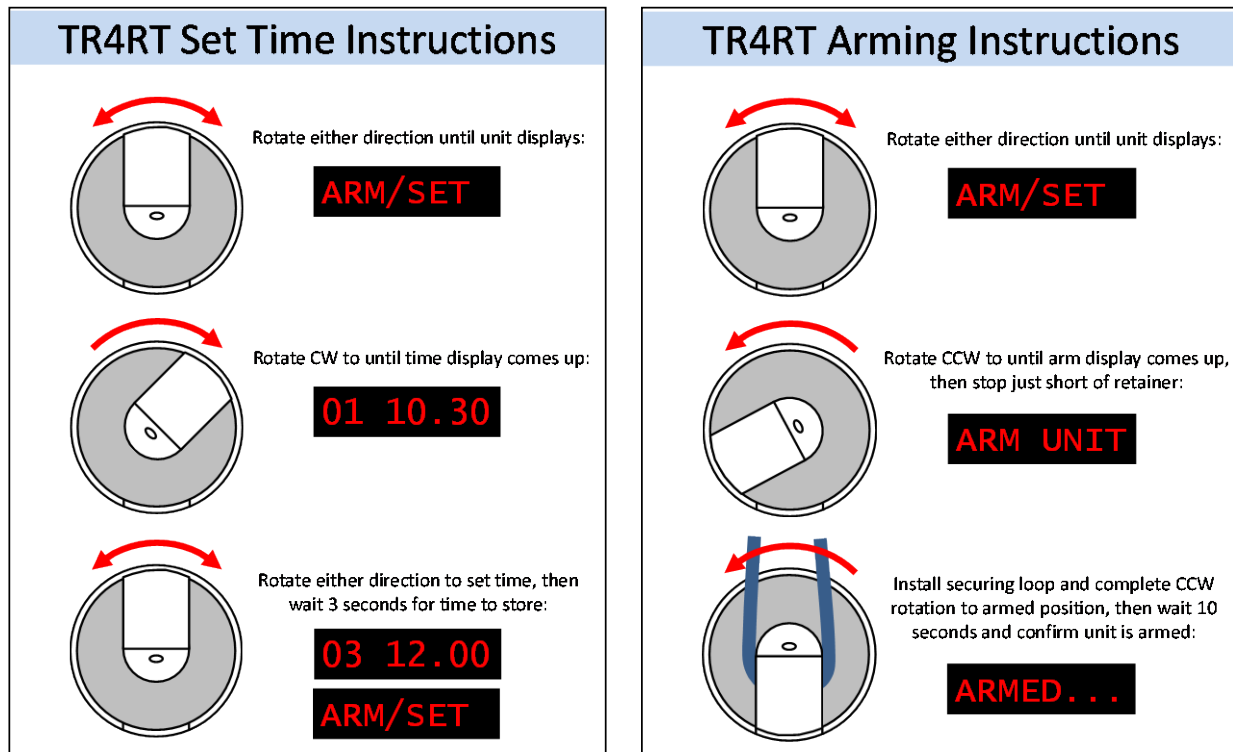 TR4RT Set Time Instructions
Rotate either direction until unit displays:
ARM/SET
Rotate CW to until time display comes up:
01 10.30
Rotate either direction to set time, then
wait 3 seconds for time to store:
03 12.00
ARM/SET
TR4RT Arming Instructions
Rotate either direction until unit displays:
ARM/SET
Rotate CCW to until arm display comes up,
then stop just short of retainer:
ARM UNIT
Install securing loop and complete CCW
rotation to armed position, then wait 10
seconds and confirm unit is armed:
ARMED...